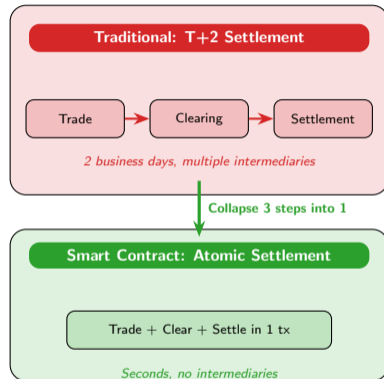 Traditional: T+2 Settlement
Trade Clearing Settlement
2 business days, multiple intermediaries
Collapse 3 steps into 1
Smart Contract: Atomic Settlement
Trade + Clear + Settle in 1 tx
Seconds, no intermediaries